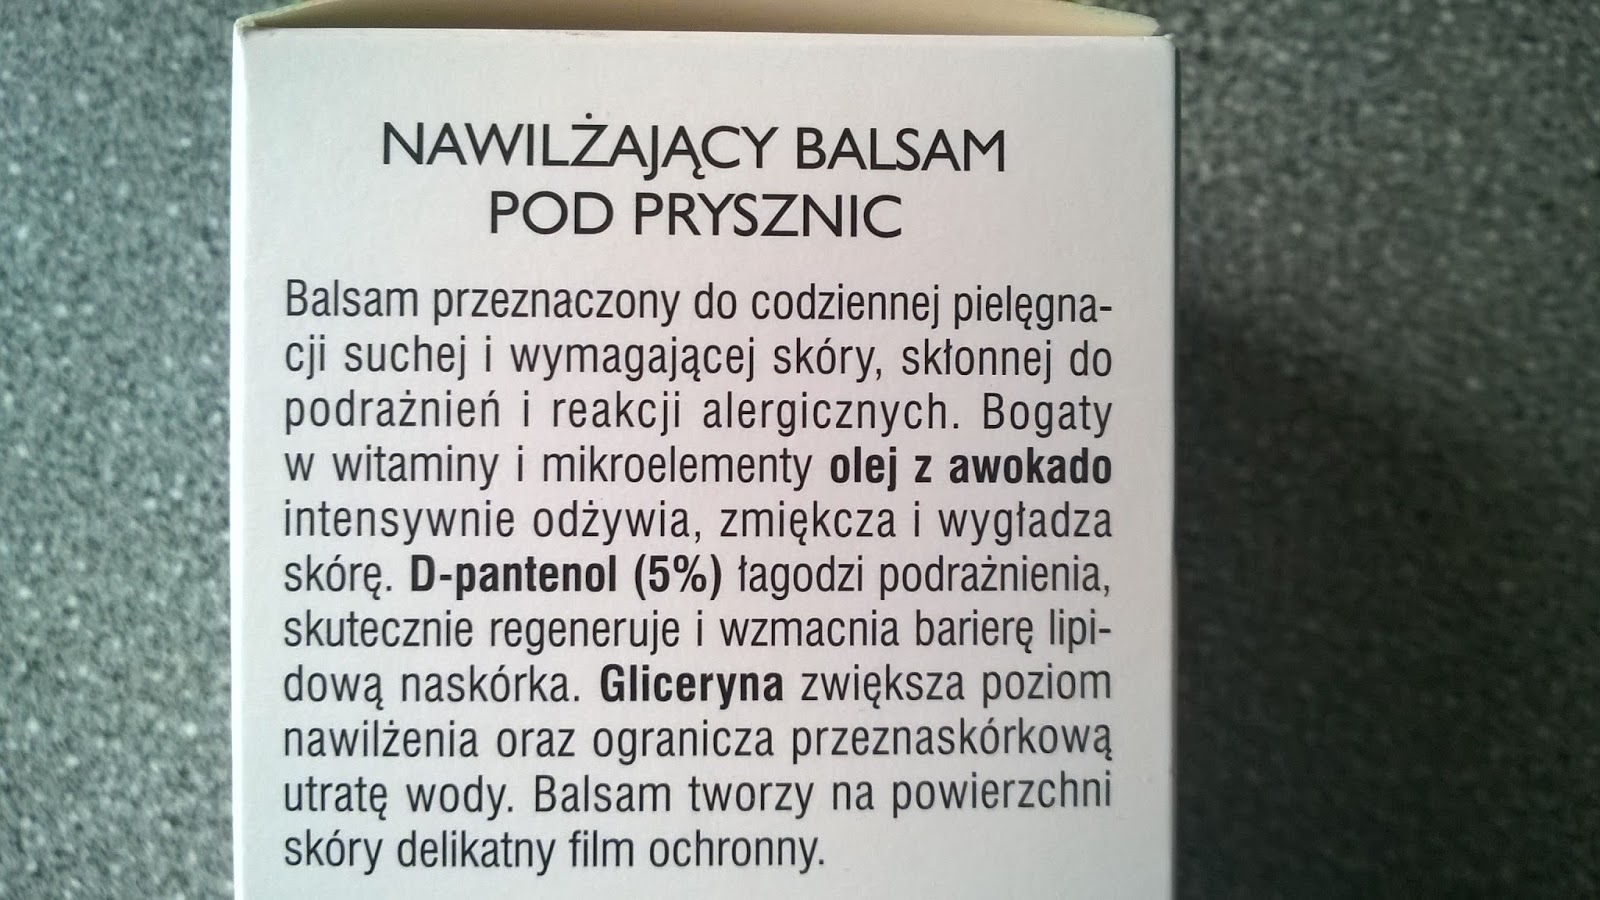 NAWILŻAJĄCY BALSAM
POD PRYSZNIC
Balsam przeznaczony do codziennej pielęgna-
cji suchej i wymagającej skóry, skłonnej do
podrażnień i reakcji alergicznych. Bogaty
w witaminy i mikroelementy olej z awokado
intensywnie odżywia, zmiękcza i wygładza
skórę. D-pantenol (5%) łagodzi podrażnienia,
skutecznie regeneruje i wzmacnia barierę lipi-
dową naskórka. Gliceryna zwiększa poziom
nawilżenia oraz ogranicza przeznaskórkową
utratę wody. Balsam tworzy na powierzchni
skóry delikatny film ochronny.